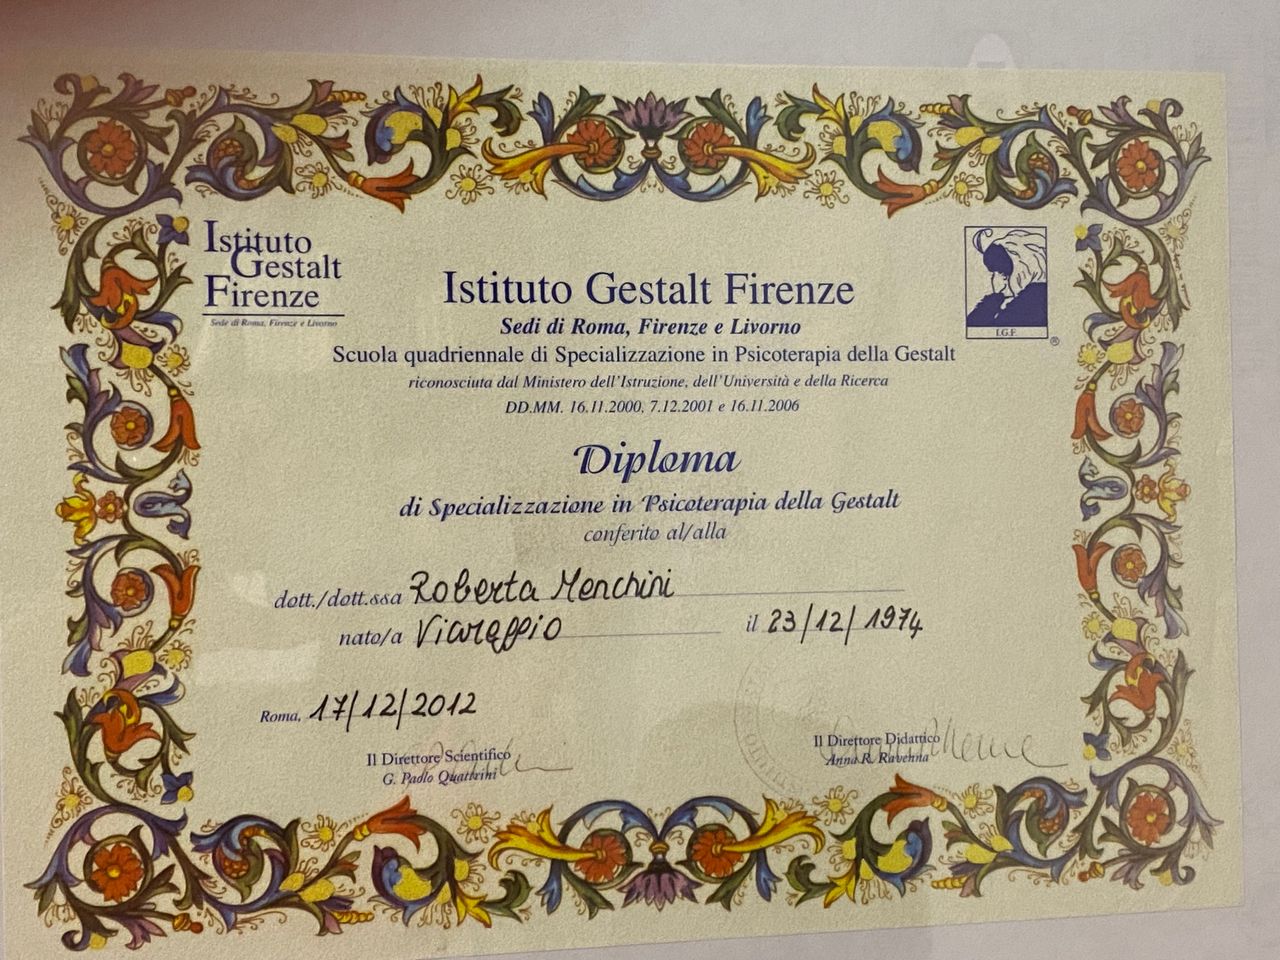 Istituto
Gestalt
Firenze
Sede di Roma, Firenze e Livorno
Istituto Gestalt Firenze
Sedi di Roma, Firenze e Livorno
Scuola quadriennale di Specializzazione in Psicoterapia della Gestalt
riconosciuta dal Ministero dell'Istruzione, dell'Università e della Ricerca
DD.MM. 16.11.2000, 7.12.2001 e 16.11.2006
I.G.F.
®
Diploma
di Specializzazione in Psicoterapia della Gestalt
conferito al/alla
dott./dott.ssa Roberta Menchini
nato/a Viareggio il 23/12/1974
Roma, 17/12/2012
Il Direttore Scientifico
G. Paolo Quattrini
Il Direttore Didattico
Anna R. Ravenna